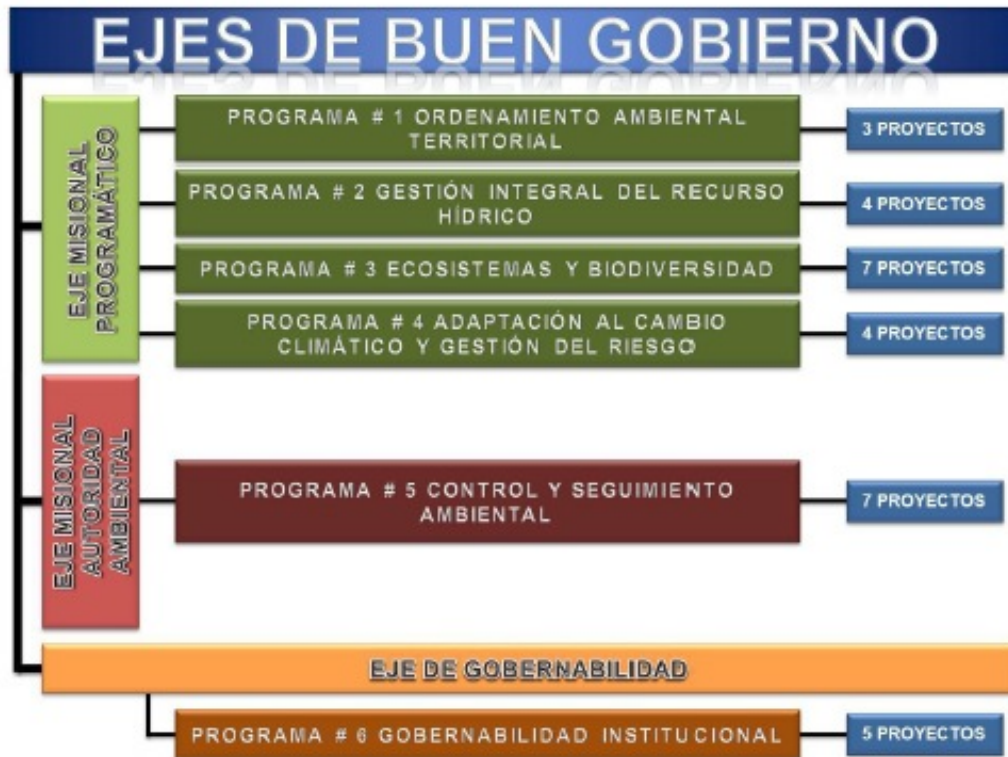 EJES DE BUEN GOBIERNO
EJE MISIONAL
PROGRAMÁTICO
PROGRAMA # 1 ORDENAMIENTO AMBIENTAL
TERRITORIAL
3 PROYECTOS
PROGRAMA # 2 GESTIÓN INTEGRAL DEL RECURSO
HÍDRICO
4 PROYECTOS
PROGRAMA # 3 ECOSISTEMAS Y BIODIVERSIDAD
7 PROYECTOS
PROGRAMA # 4 ADAPTACIÓN AL CAMBIO
CLIMÁTICO Y GESTIÓN DEL RIESGO
4 PROYECTOS
EJE MISIONAL
AUTORIDAD
AMBIENTAL
PROGRAMA # 5 CONTROL Y SEGUIMIENTO
AMBIENTAL
7 PROYECTOS
EJE DE GOBERNABILIDAD
PROGRAMA # 6 GOBERNABILIDAD INSTITUCIONAL
5 PROYECTOS